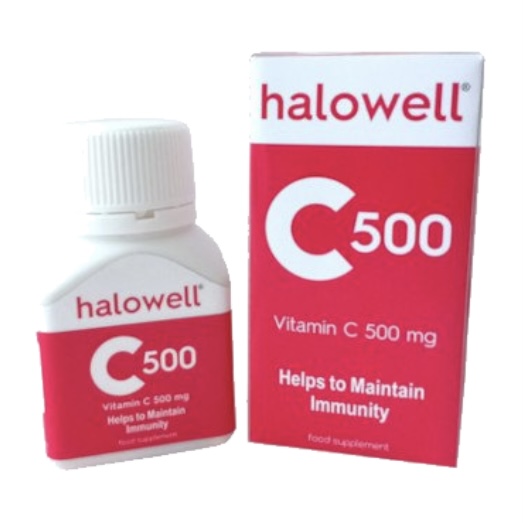 halowell®
C500
Vitamin C 500 mg
Helps to Maintain
Immunity
food supplement
halowell®
C500
Vitamin C 500 mg
Helps to Maintain
Immunity
food supplement